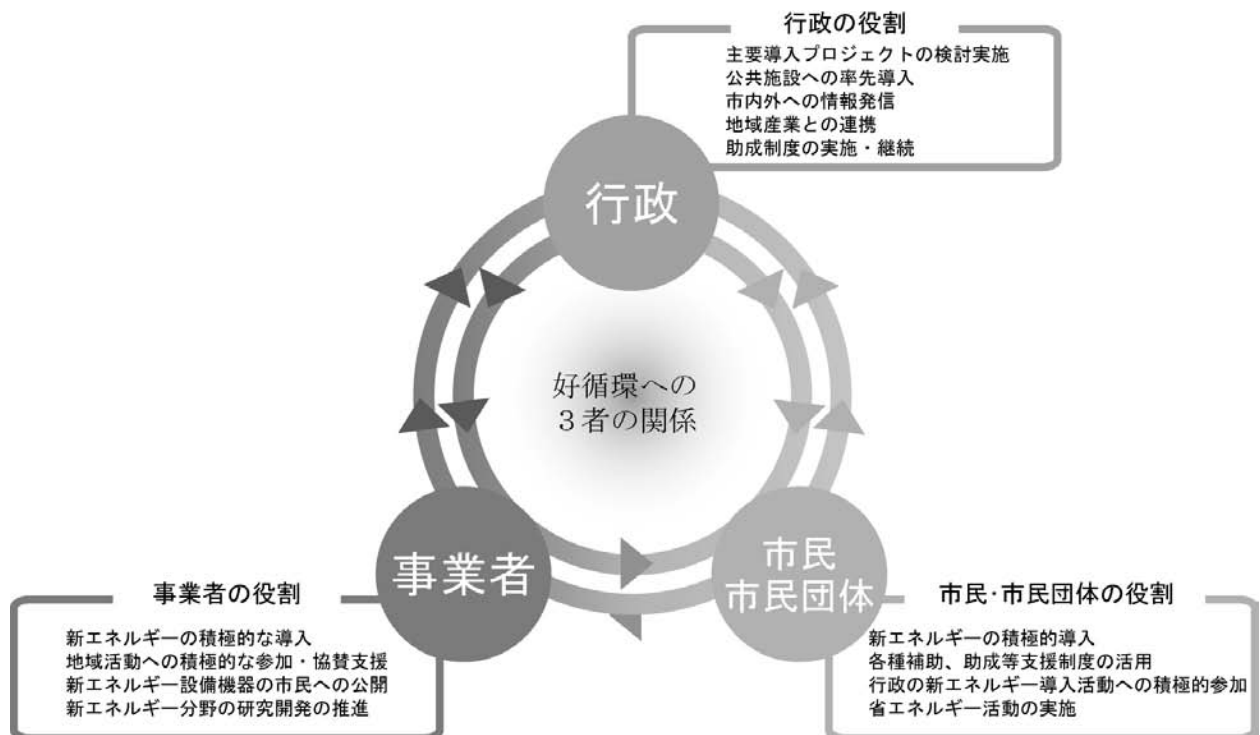 行政の役割
主要導入プロジェクトの検討実施
公共施設への率先導入
市内外への情報発信
地域産業との連携
助成制度の実施・継続
行政
好循環への
３者の関係
事業者
市民
市民団体
事業者の役割
新エネルギーの積極的な導入
地域活動への積極的な参加・協賛支援
新エネルギー設備機器の市民への公開
新エネルギー分野の研究開発の推進
市民・市民団体の役割
新エネルギーの積極的導入
各種補助、助成等支援制度の活用
行政の新エネルギー導入活動への積極的参加
省エネルギー活動の実施